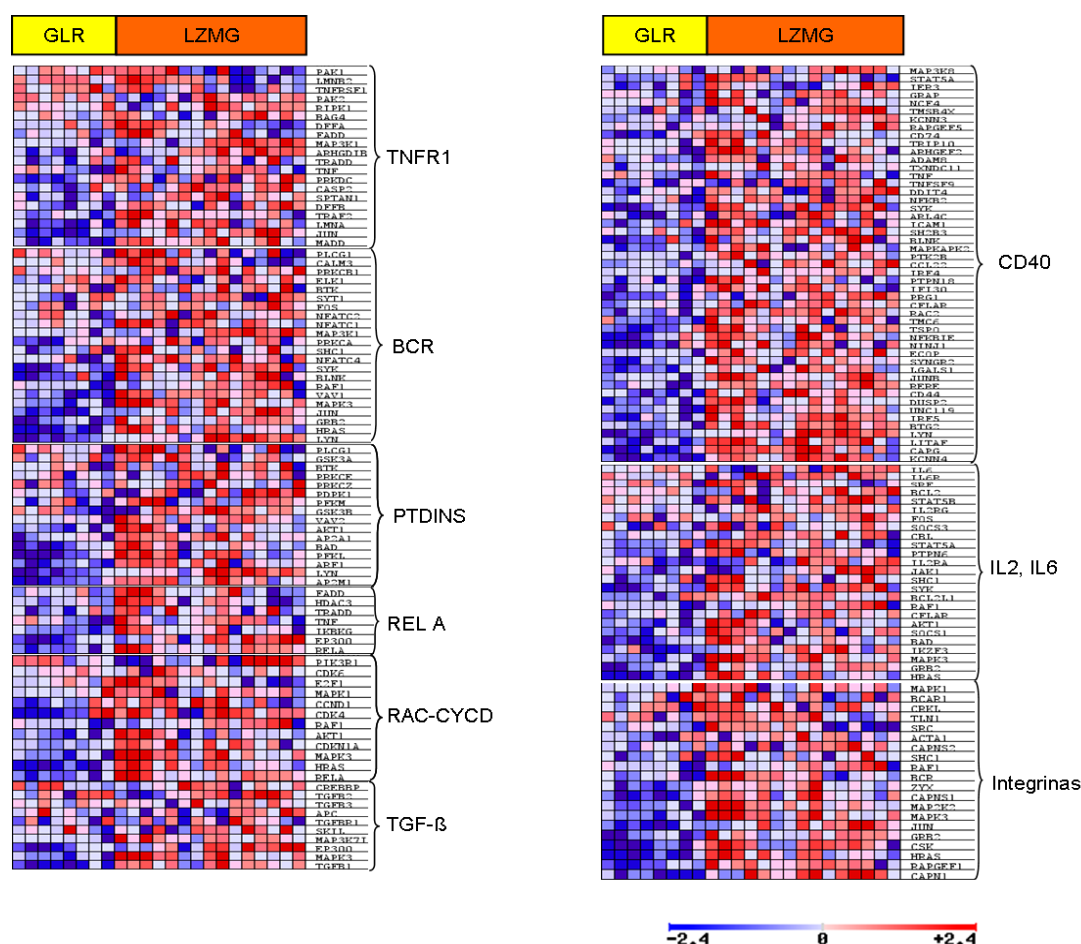 GLR
LZMG
PAK1
LMNB2
TNFRSF1
PAK2
RIPK1
BAG4
DFFA
FADD
MAP3K1
ARHGDIB
TRADD
TNF
PRKDC
CASP2
SPTAN1
DFFB
TRAF2
LMNA
JUN
MADD
TNFR1
PLCG1
CALM3
PRKCB1
ELK1
BTK
SYT1
FOS
NFATC2
NFATC1
MAP3K1
PRKCA
SHC1
NFATC4
SYK
BLNK
RAF1
VAV1
MAPK3
JUN
GRB2
HRAS
LYN
BCR
PLCG1
GSK3A
BTK
PRKCE
PRKCZ
PDPK1
PFKM
GSK3B
VAV2
AKT1
AP2A1
BAD
PFKL
ARF1
LYN
AP2M1
PTDINS
FADD
HDAC3
TRADD
TNF
IKBKG
EP300
RELA
REL A
PIK3R1
CDK6
E2F1
MAPK1
CCND1
CDK4
RAF1
AKT1
CDKN1A
MAPK3
HRAS
RELA
RAC-CYCD
CREBBP
TGFB2
TGFB3
APC
TGFBR1
SKIL
MAP3K7I
EP300
MAPK3
TGFB1
TGF-ß
GLR
LZMG
MAP3K8
STAT5A
IER3
GRAP
NCF4
TMSB4X
KCNN3
RAPGEF5
CD74
TRIP10
ARHGEF2
ADAM8
TXNDC11
TNF
TNFSF9
DDIT4
NFKB2
SYK
ARL4C
ICAM1
SH2B3
BLNK
MAPKAPK2
PTK2B
CCL22
IRF4
PTPN18
IFI30
PRG1
CFLAR
RAC2
TMC6
TSPO
NFKBIE
NINJ1
ECOP
SYNGR2
LGALS1
JUNB
RERE
CD44
DUSP2
UNC119
IRF5
BTG2
LYN
LITAF
CAPG
KCNN4
CD40
IL6
IL6R
SRF
BCL2
STAT5B
IL2RG
FOS
SOCS3
CBL
STAT5A
PTPN6
IL2RA
JAK1
SHC1
SYK
BCL2L1
RAF1
CFLAR
AKT1
SOCS1
BAD
IKZF3
MAPK3
GRB2
HRAS
IL2, IL6
MAPK1
BCAR1
CRKL
TLN1
SRC
ACTA1
CAPNS2
SHC1
RAF1
BCR
ZYX
CAPNS1
MAP2K2
MAPK3
JUN
GRB2
CSK
HRAS
RAPGEF1
CAPN1
Integrinas
-2.4 0 +2.4